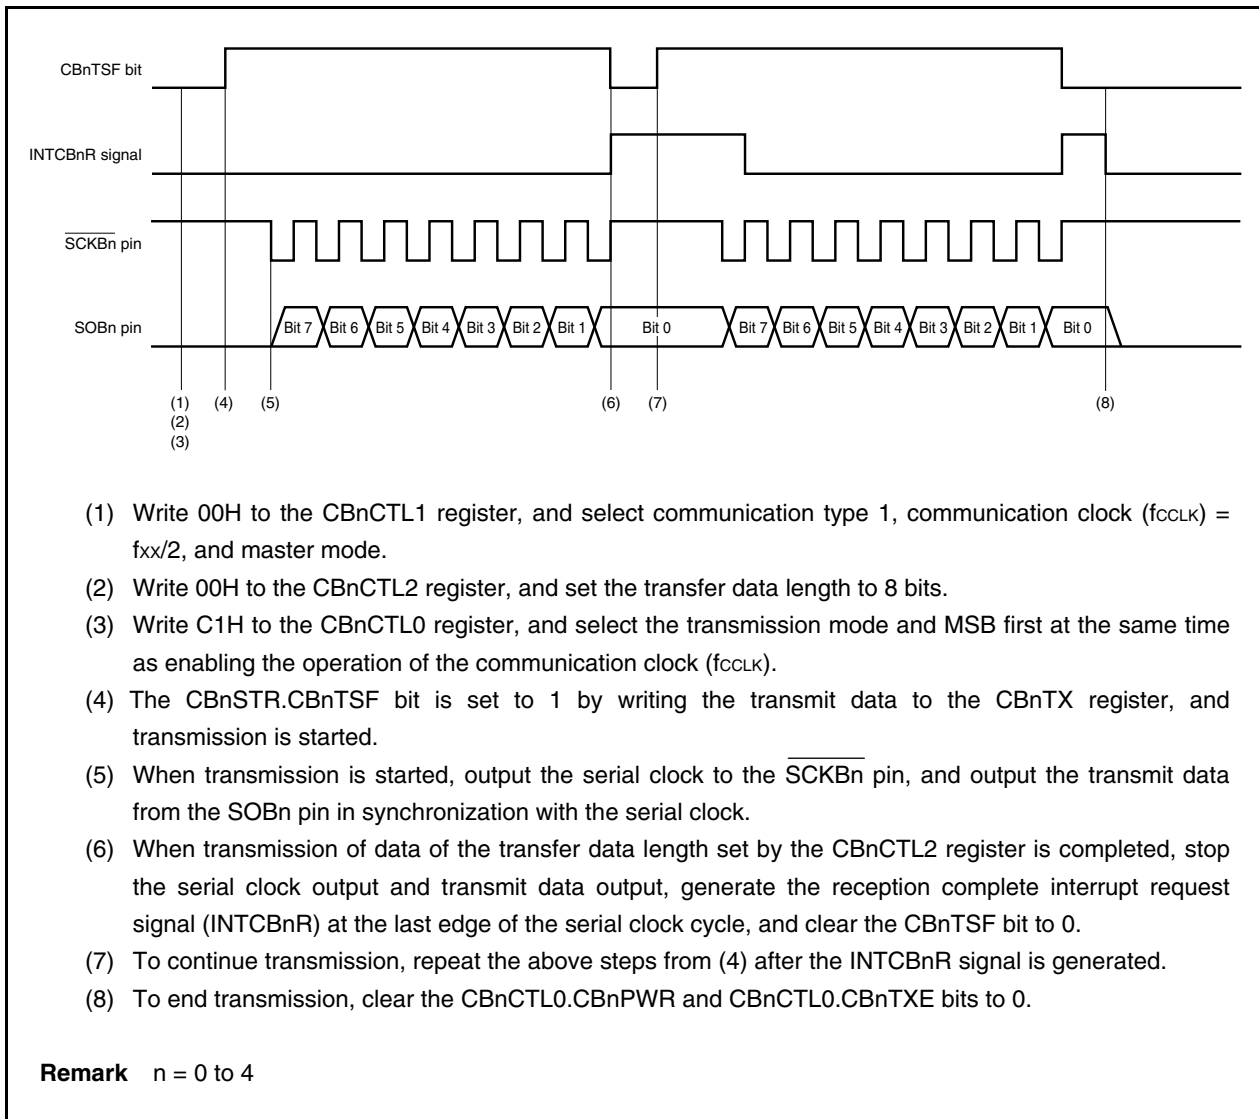 CBnTSF bit
INTCBnR signal
SCKBn pin
SOBn pin
Bit 7 Bit 6 Bit 5 Bit 4 Bit 3 Bit 2 Bit 1 Bit 0 Bit 7 Bit 6 Bit 5 Bit 4 Bit 3 Bit 2 Bit 1 Bit 0
(1) (4) (5) (6) (7) (8)
(2)
(3)
(1) Write 00H to the CBnCTL1 register, and select communication type 1, communication clock (fCCLK) =
fxx/2, and master mode.
(2) Write 00H to the CBnCTL2 register, and set the transfer data length to 8 bits.
(3) Write C1H to the CBnCTL0 register, and select the transmission mode and MSB first at the same time
as enabling the operation of the communication clock (fCCLK).
(4) The CBnSTR.CBnTSF bit is set to 1 by writing the transmit data to the CBnTX register, and
transmission is started.
(5) When transmission is started, output the serial clock to the SCKBn pin, and output the transmit data
from the SOBn pin in synchronization with the serial clock.
(6) When transmission of data of the transfer data length set by the CBnCTL2 register is completed, stop
the serial clock output and transmit data output, generate the reception complete interrupt request
signal (INTCBnR) at the last edge of the serial clock cycle, and clear the CBnTSF bit to 0.
(7) To continue transmission, repeat the above steps from (4) after the INTCBnR signal is generated.
(8) To end transmission, clear the CBnCTL0.CBnPWR and CBnCTL0.CBnTXE bits to 0.
Remark n = 0 to 4